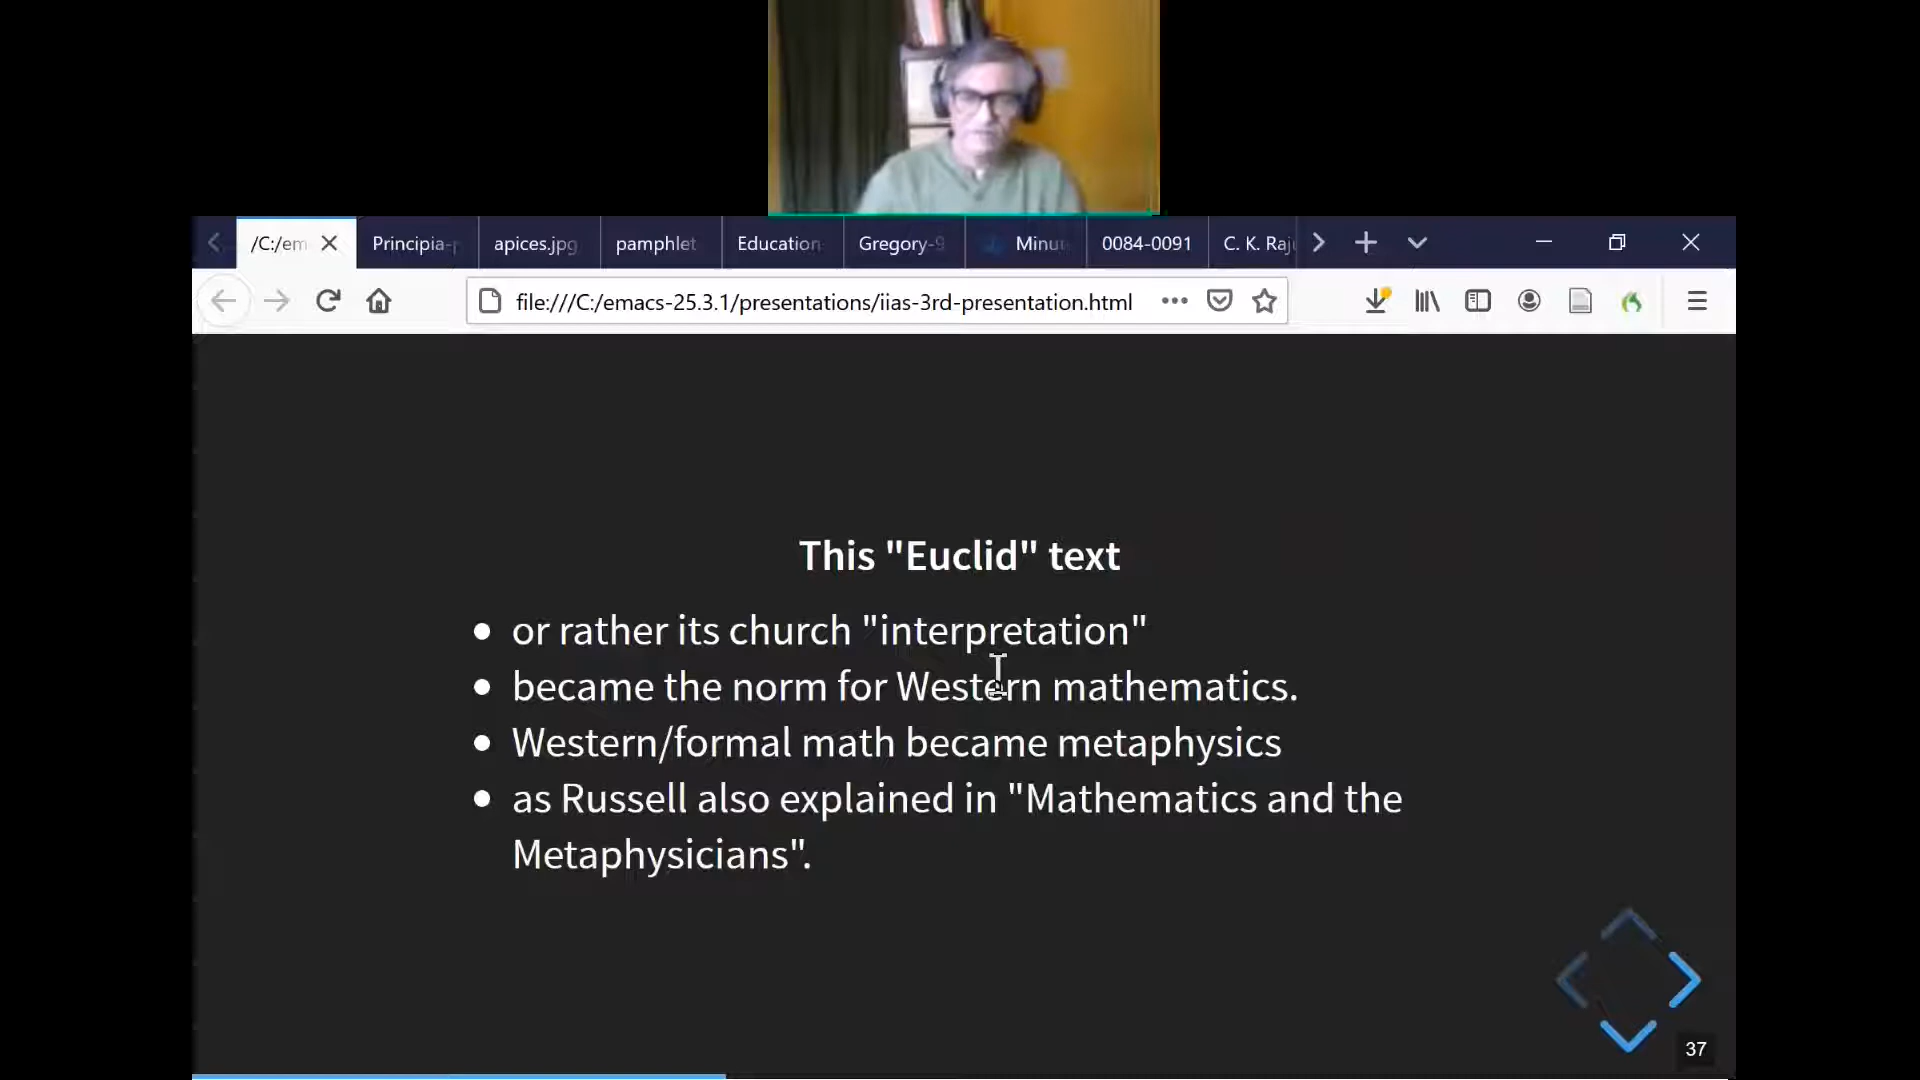 /C:/em
Principia-p
apices.jpg
pamphlet
Education
Gregory-9
Minu
0084-0091
C. K. Raju
file:///C:/emacs-25.3.1/presentations/iias-3rd-presentation.html
This "Euclid" text
or rather its church "interpretation"
became the norm for Western mathematics.
Western/formal math became metaphysics
as Russell also explained in "Mathematics and the
Metaphysicians".
37